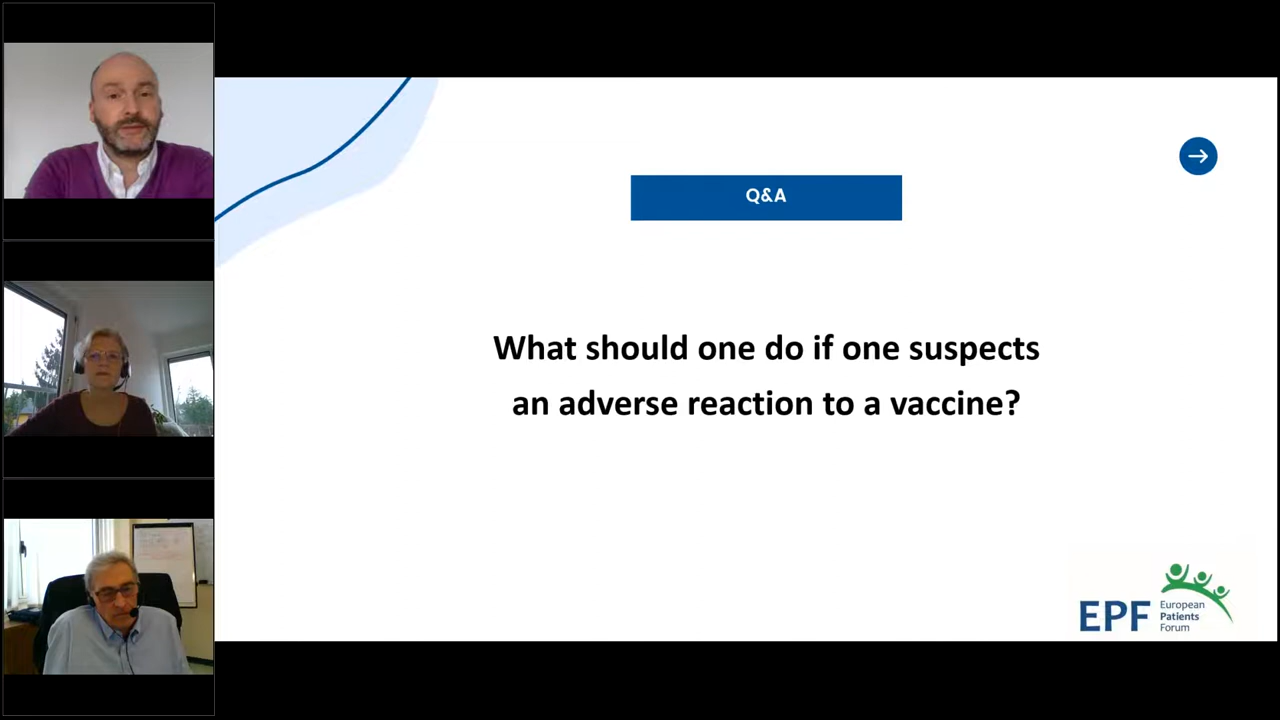 Q&A
What should one do if one suspects
an adverse reaction to a vaccine?
EPF
European
Patients
Forum